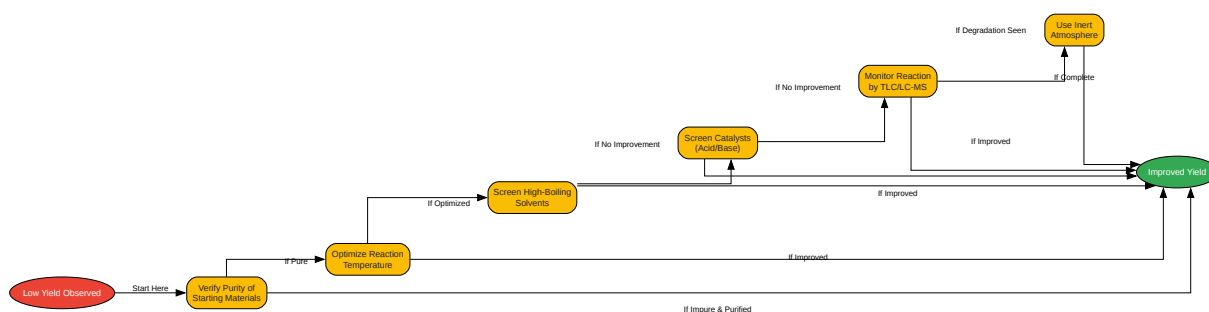 Use Inert
Atmosphere
If Degradation Seen
Monitor Reaction
by TLC/LC-MS
If Complete
If No Improvement
Screen Catalysts
(Acid/Base)
If Improved
If No Improvement
Improved Yield
Screen High-Boiling
Solvents
If Improved
If Optimized
Optimize Reaction
Temperature
If Improved
If Pure
Low Yield Observed
Start Here
Verify Purity of
Starting Materials
If Impure & Purified